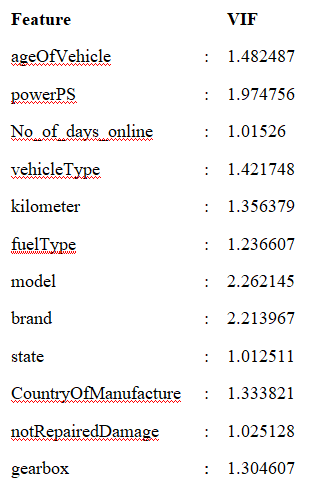 Feature VIF
ageOfVehicle : 1.482487
powerPS : 1.974756
No_of_days_online : 1.01526
vehicleType : 1.421748
kilometer : 1.356379
fuelType : 1.236607
model : 2.262145
brand : 2.213967
state : 1.012511
CountryOfManufacture : 1.333821
notRepairedDamage : 1.025128
gearbox : 1.304607